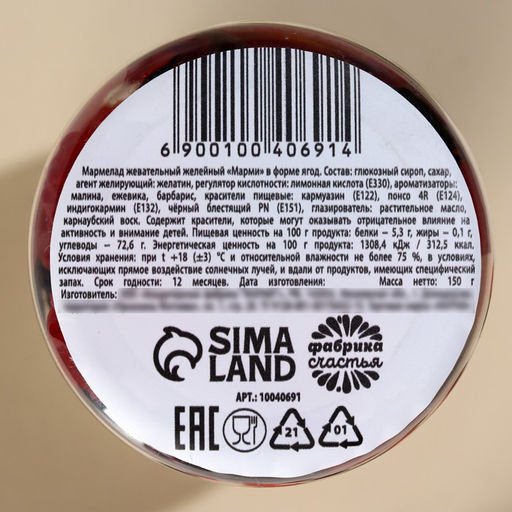 6 900100 406914
Мармелад жевательный желейный «Марми» в форме ягод. Состав: глюкозный сироп, сахар,
агент желирующий: желатин, регулятор кислотности: лимонная кислота (Е330), ароматизаторы:
малина, ежевика, барбарис, красители пищевые: кармуазин (Е122), понсо 4R (Е124),
индигокармин (Е132), чёрный блестящий PN (Е151), глазирователь: растительное масло,
карнаубский воск. Содержит красители, которые могут оказывать отрицательное влияние на
активность и внимание детей. Пищевая ценность на 100 г продукта: белки – 5,3 г, жиры – 0,1 г,
углеводы – 72,6 г. Энергетическая ценность на 100 г продукта: 1308,4 кДж / 312,5 ккал.
Условия хранения: при t +18 (±3) °С и относительной влажности не более 75 %, в условиях,
исключающих прямое воздействие солнечных лучей, и вдали от продуктов, имеющих специфический
запах. Срок годности: 12 месяцев. Дата изготовления: Масса нетто: 150 г
Изготовитель:
SIMA
LAND
фабрика
счастья
АРТ.: 10040691
EAC
21
01